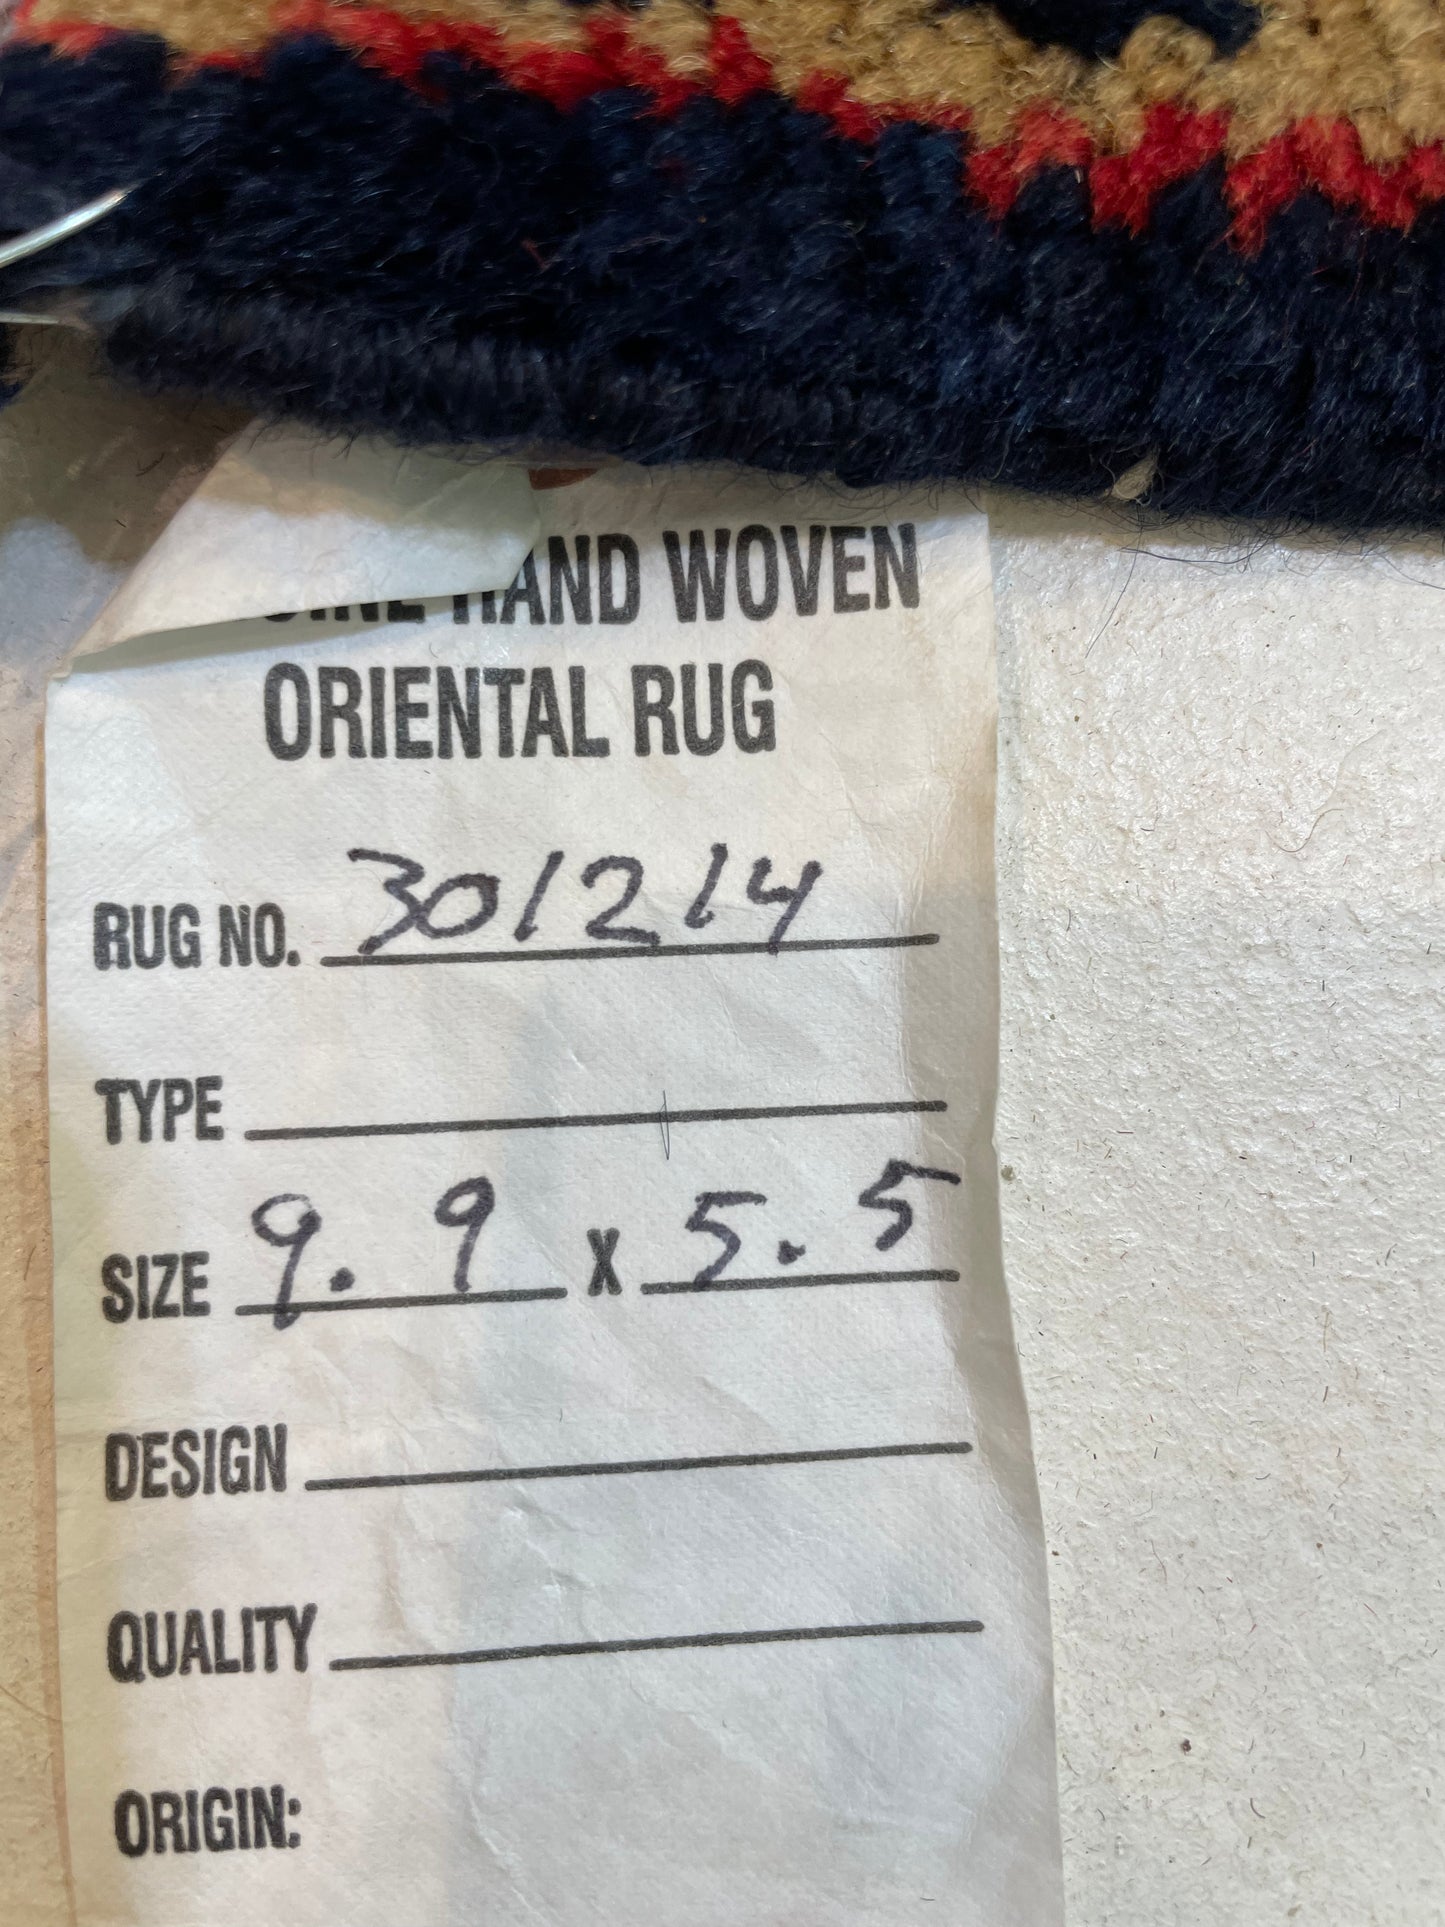 HAND WOVEN
ORIENTAL RUG
RUG NO. 301214
TYPE
SIZE 9.9 X 5.5
DESIGN
QUALITY
ORIGIN: